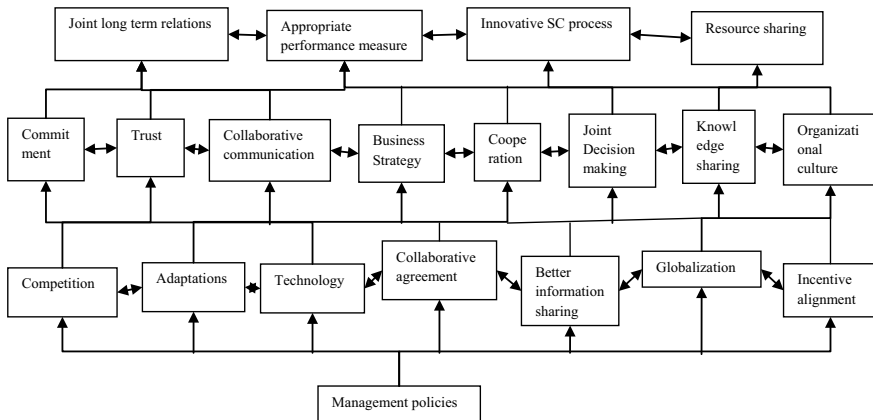 Joint long term relations
Appropriate
performance measure
Innovative SC process
Resource sharing
Commit
ment
Trust
Collaborative
communication
Business
Strategy
Coope
ration
Joint
Decision
making
Knowl
edge
sharing
Organizati
onal
culture
Competition
Adaptations
Technology
Collaborative
agreement
Better
information
sharing
Globalization
Incentive
alignment
Management policies